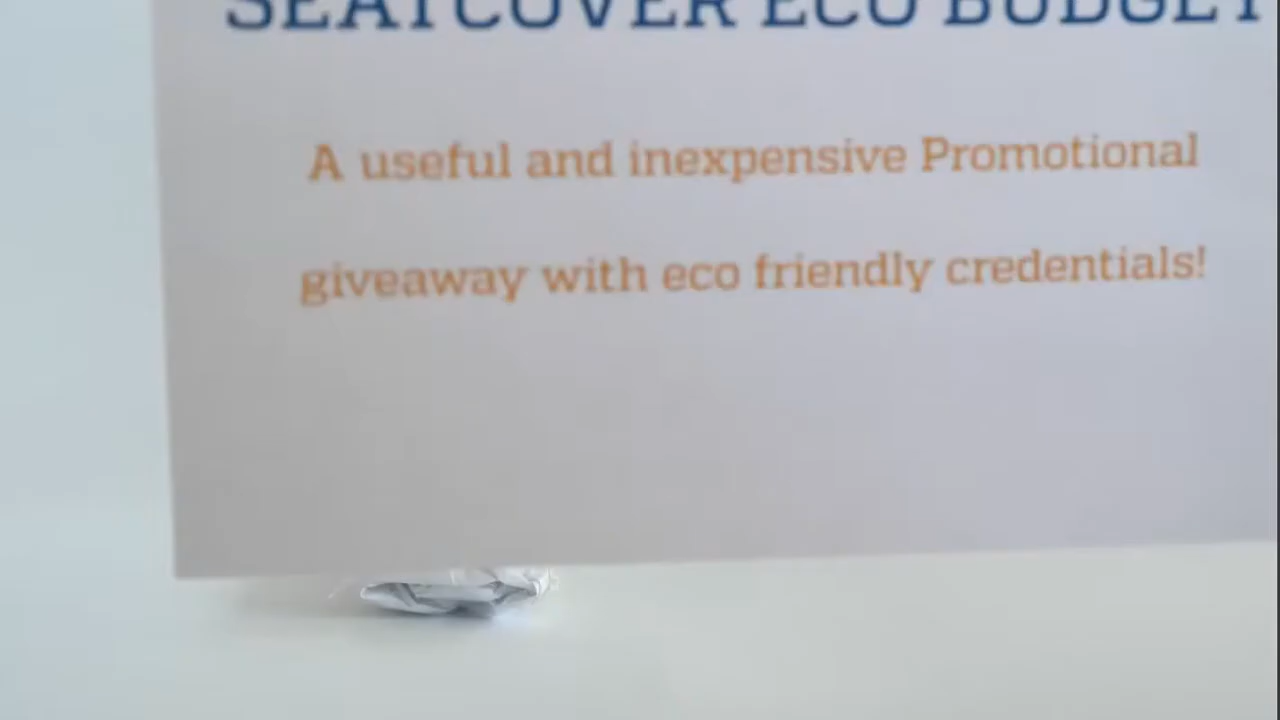 SEATCOVER ECO BUDGET
A useful and inexpensive Promotional
giveaway with eco friendly credentials!